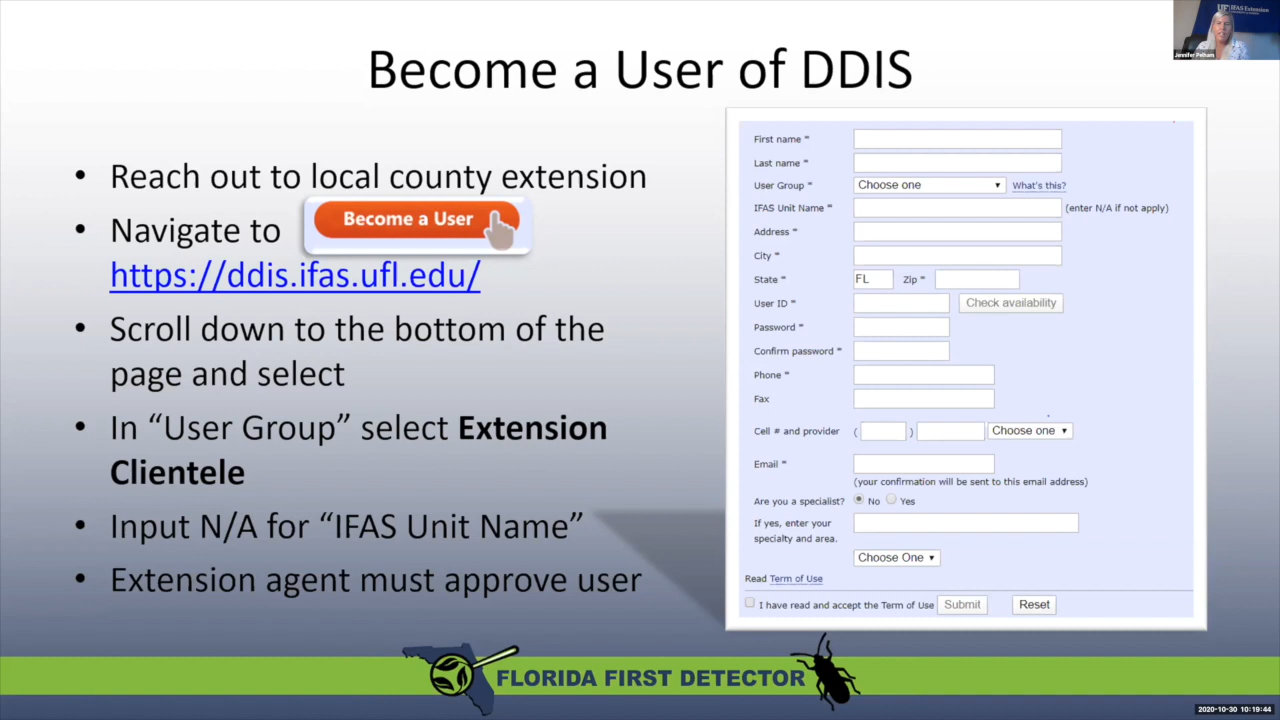 Become a User of DDIS
UF IFAS Extension
Jennifer Pelham
• Reach out to local county extension
• Navigate to
Become a User
https://ddis.ifas.ufl.edu/
• Scroll down to the bottom of the
page and select
• In “User Group” select Extension
Clientele
• Input N/A for “IFAS Unit Name”
• Extension agent must approve user
First name *
Last name *
User Group * Choose one What's this?
IFAS Unit Name * (enter N/A if not apply)
Address *
City *
State * FL Zip *
User ID * Check availability
Password *
Confirm password *
Phone *
Fax
Cell # and provider ( ) Choose one
Email *
(your confirmation will be sent to this email address)
Are you a specialist? No Yes
If yes, enter your
specialty and area.
Choose One
Read Term of Use
I have read and accept the Term of Use Submit Reset
FLORIDA FIRST DETECTOR
2020-10-30 10:19:44